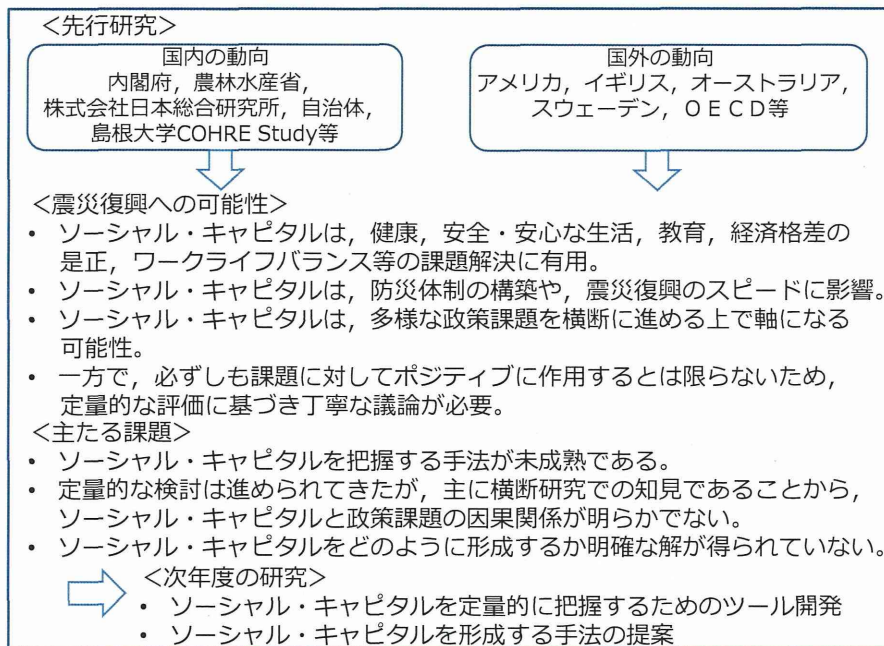 ＜先行研究＞
国内の動向
内閣府，農林水産省，
株式会社日本総合研究所，自治体，
島根大学COHRE Study等
国外の動向
アメリカ，イギリス，オーストラリア，
スウェーデン，ＯＥＣＤ等
＜震災復興への可能性＞
• ソーシャル・キャピタルは，健康，安全・安心な生活，教育，経済格差の
是正，ワークライフバランス等の課題解決に有用。
• ソーシャル・キャピタルは，防災体制の構築や，震災復興のスピードに影響。
• ソーシャル・キャピタルは，多様な政策課題を横断に進める上で軸になる
可能性。
• 一方で，必ずしも課題に対してポジティブに作用するとは限らないため，
定量的な評価に基づき丁寧な議論が必要。
＜主たる課題＞
• ソーシャル・キャピタルを把握する手法が未成熟である。
• 定量的な検討は進められてきたが，主に横断研究での知見であることから，
ソーシャル・キャピタルと政策課題の因果関係が明らかでない。
• ソーシャル・キャピタルをどのように形成するか明確な解が得られていない。
＜次年度の研究＞
• ソーシャル・キャピタルを定量的に把握するためのツール開発
• ソーシャル・キャピタルを形成する手法の提案